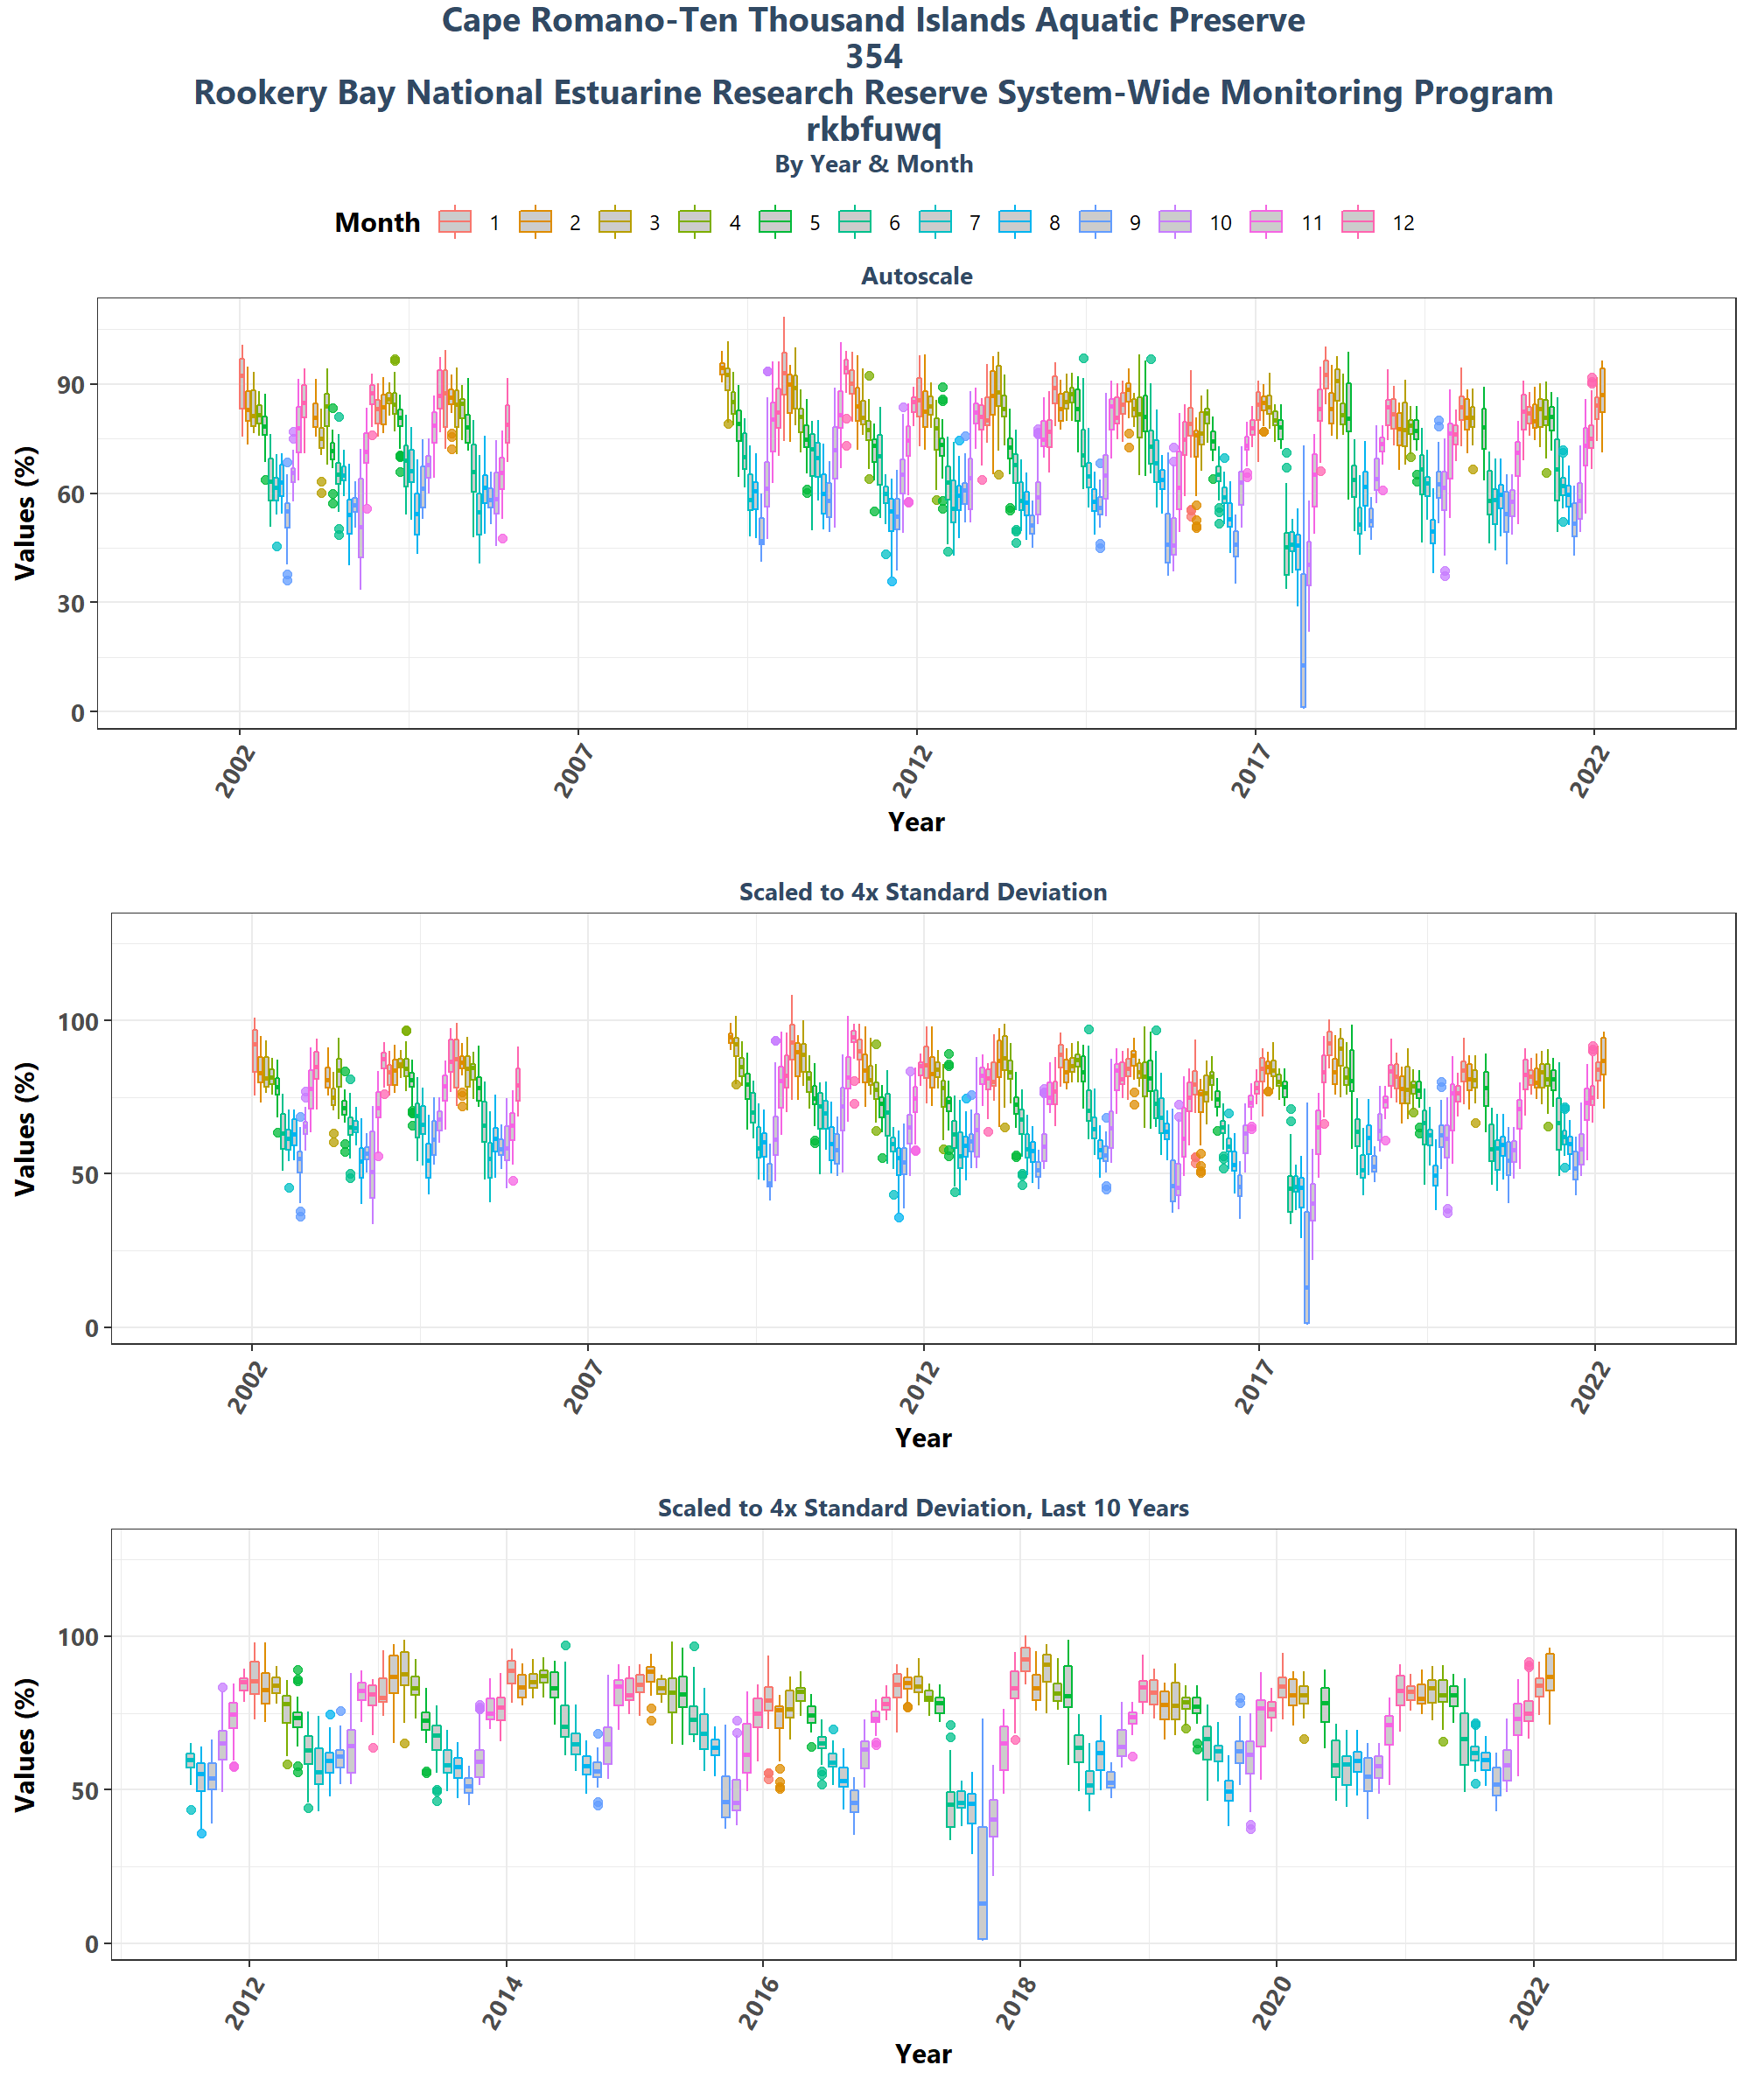 Cape Romano-Ten Thousand Islands Aquatic Preserve
354
Rookery Bay National Estuarine Research Reserve System-Wide Monitoring Program
rkbfuwq
By Year & Month
Month 1 2 3 4 5 6 7 8 9 10 11 12
Autoscale
Values (%)
90
60
30
0
2002 2007 2012 2017 2022
Year
Scaled to 4x Standard Deviation
Values (%)
100
50
0
2002 2007 2012 2017 2022
Year
Scaled to 4x Standard Deviation, Last 10 Years
Values (%)
100
50
0
2012 2014 2016 2018 2020 2022
Year